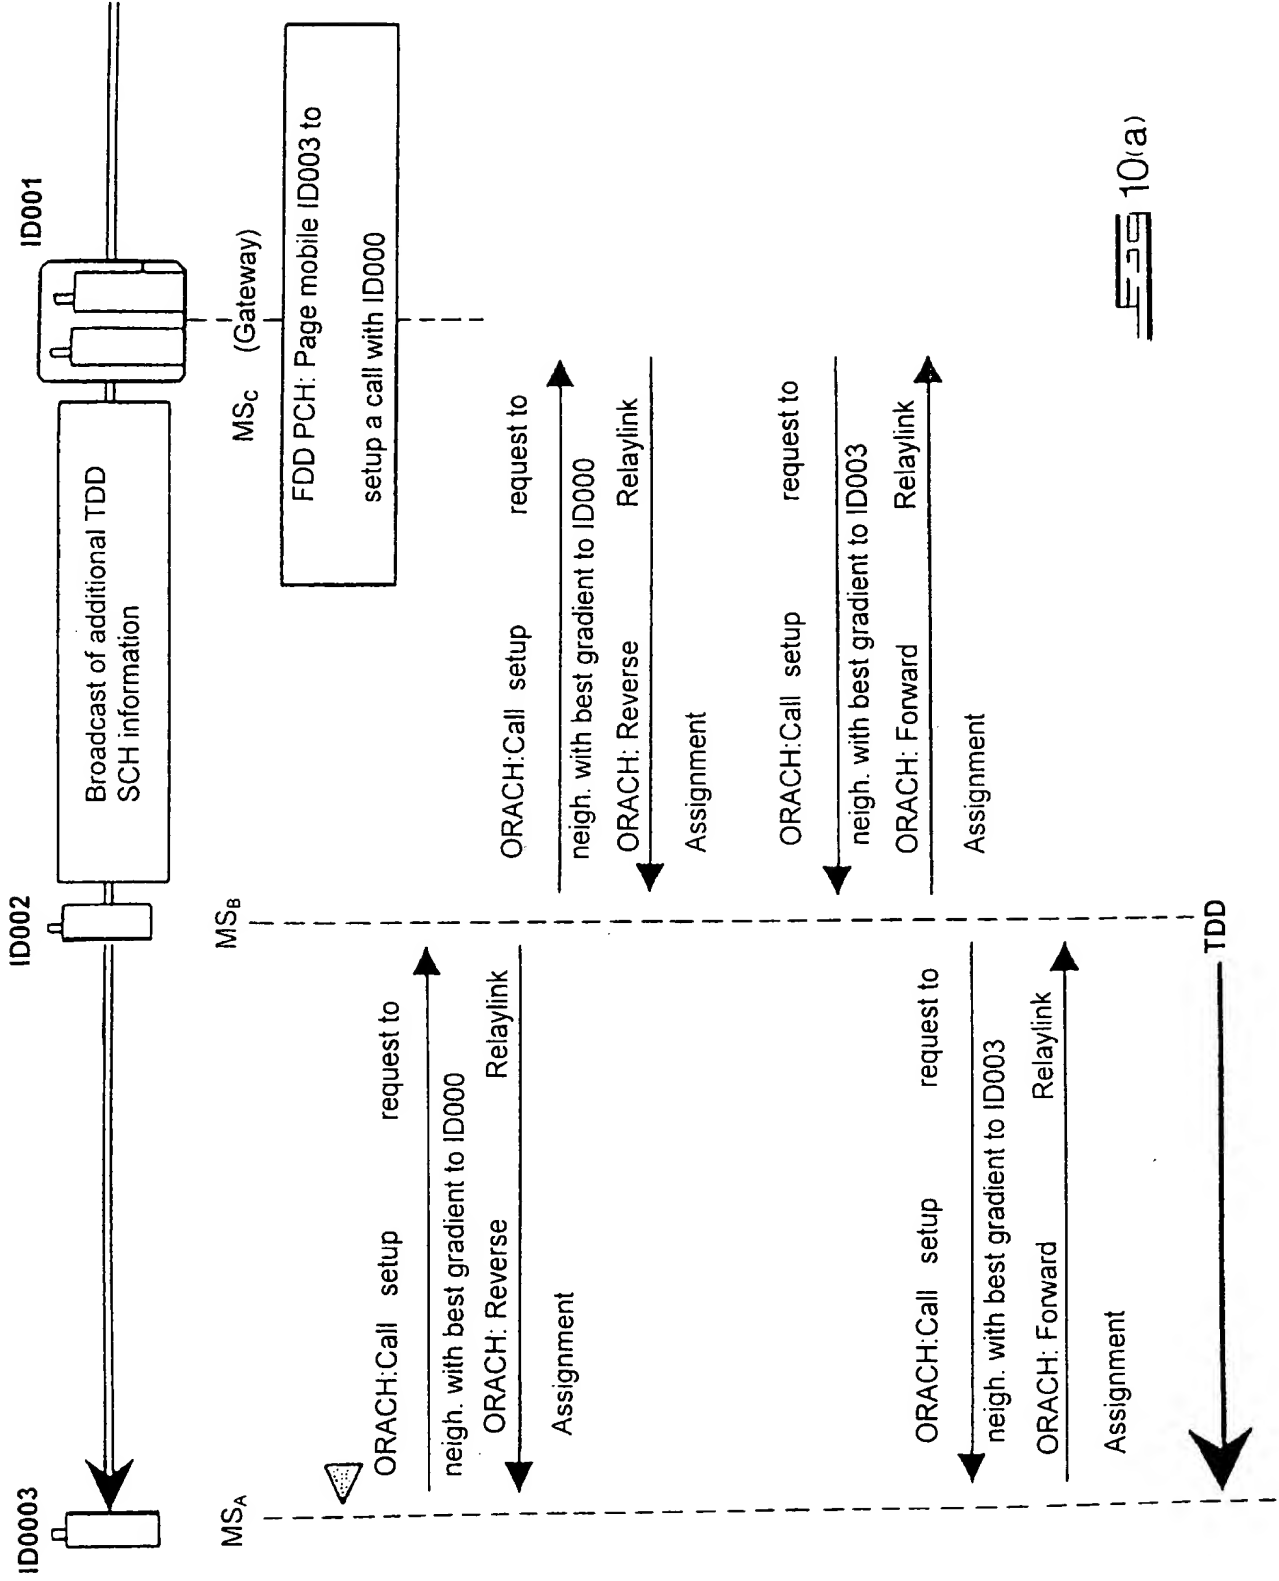 ID0003
ID002
ID001
Broadcast of additional TDD
SCH information
MSA
MSB
MSC (Gateway)
FDD PCH: Page mobile ID003 to
setup a call with ID000
ORACH:Call setup request to
neigh. with best gradient to ID000
ORACH: Reverse Relaylink
Assignment
ORACH:Call setup request to
neigh. with best gradient to ID000
ORACH: Reverse Relaylink
Assignment
ORACH:Call setup request to
neigh. with best gradient to ID003
ORACH: Forward Relaylink
Assignment
ORACH:Call setup request to
neigh. with best gradient to ID003
ORACH: Forward Relaylink
Assignment
TDD
FIG 10(a)